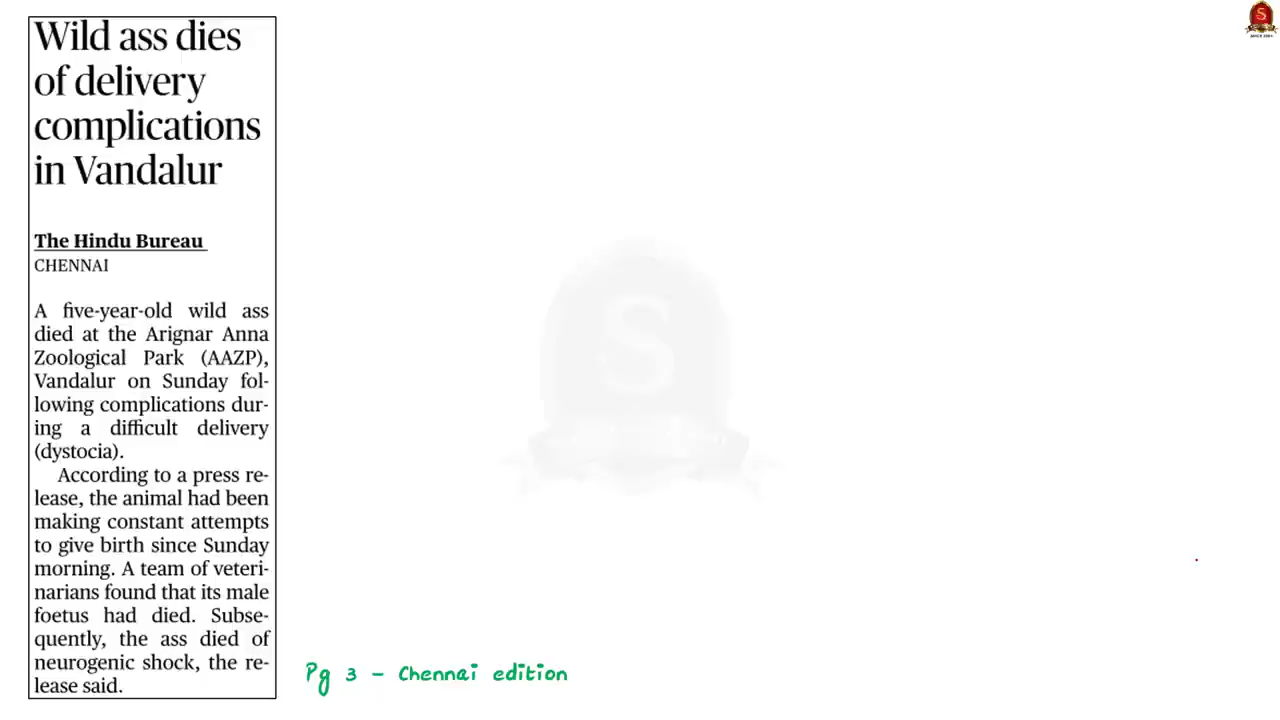 Wild ass dies
of delivery
complications
in Vandalur
The Hindu Bureau
CHENNAI
A five-year-old wild ass
died at the Arignar Anna
Zoological Park (AAZP),
Vandalur on Sunday fol-
lowing complications dur-
ing a difficult delivery
(dystocia).
According to a press re-
lease, the animal had been
making constant attempts
to give birth since Sunday
morning. A team of veteri-
narians found that its male
foetus had died. Subse-
quently, the ass died of
neurogenic shock, the re-
lease said.
Pg 3 - Chennai edition
S
S